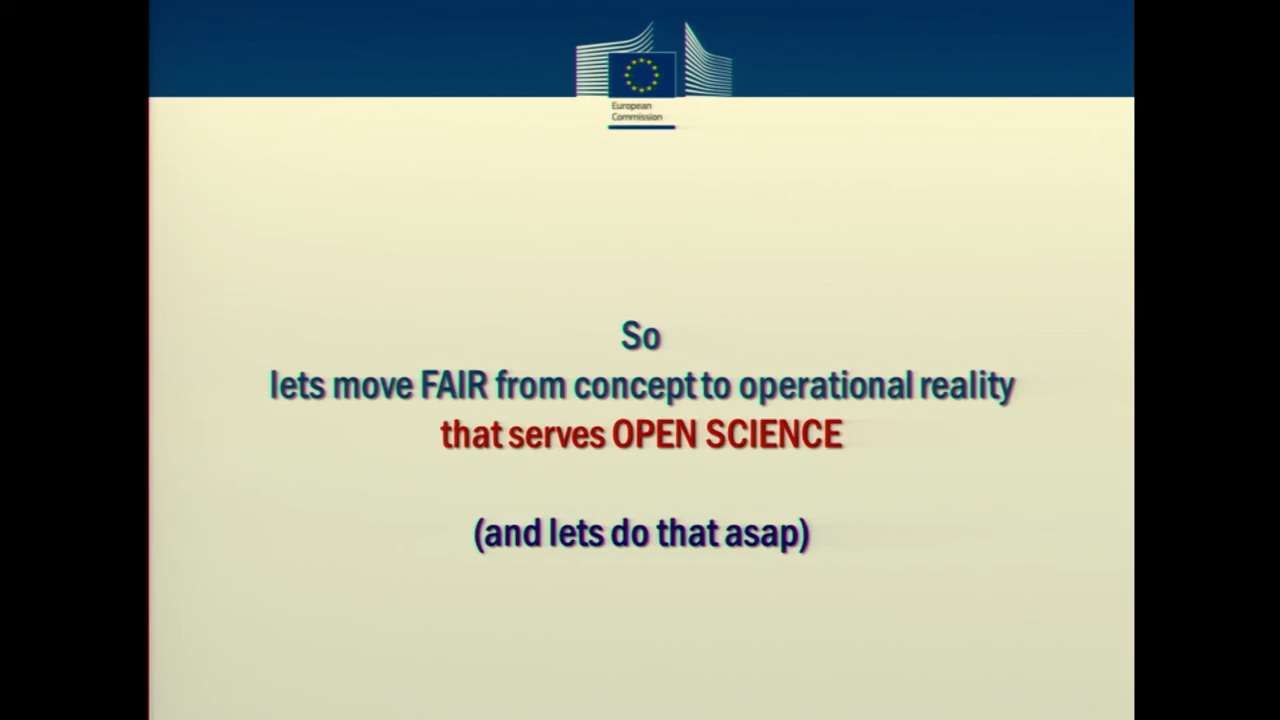 European
Commission
So
lets move FAIR from concept to operational reality
that serves OPEN SCIENCE
(and lets do that asap)